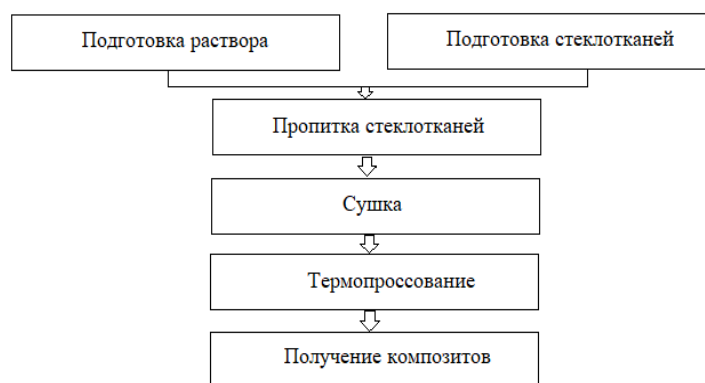 Подготовка раствора
Подготовка стеклотканей
Пропитка стеклотканей
Сушка
Термопроссование
Получение композитов